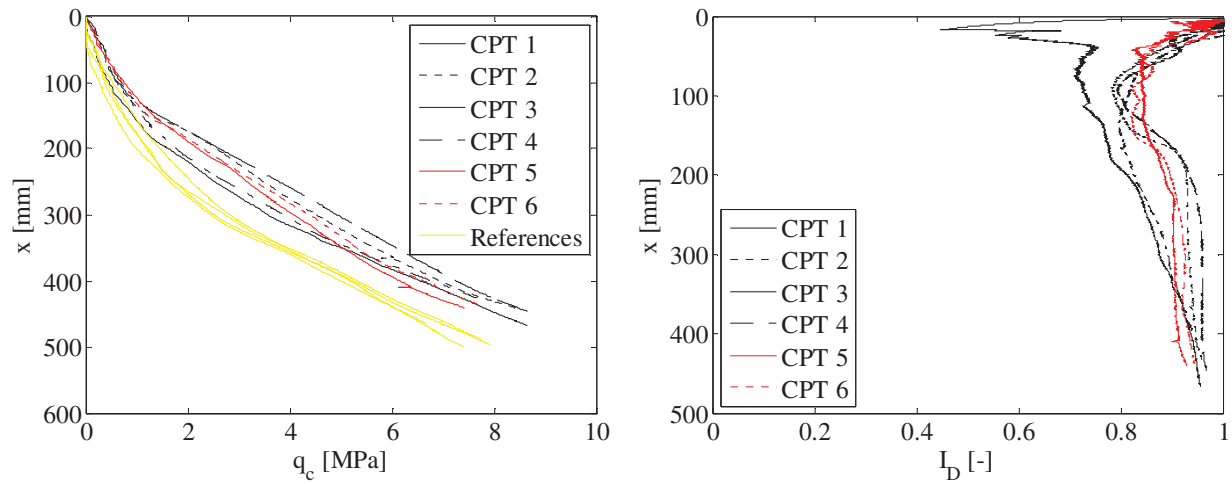 0
100
200
300
400
500
600
x [mm]
0
2
4
6
8
10
q_c [MPa]
CPT 1
CPT 2
CPT 3
CPT 4
CPT 5
CPT 6
References
0
100
200
300
400
500
x [mm]
0
0.2
0.4
0.6
0.8
1
I_D [-]
CPT 1
CPT 2
CPT 3
CPT 4
CPT 5
CPT 6